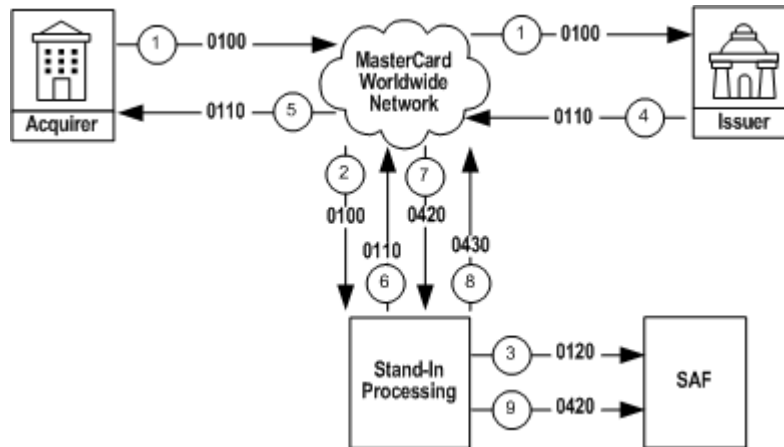 1
0100
1
0100
MasterCard
Worldwide
Network
Acquirer
0110
5
0110
4
Issuer
2
7
0100
0420
0110
0430
6
8
Stand-In
Processing
3
0120
SAF
9
0420